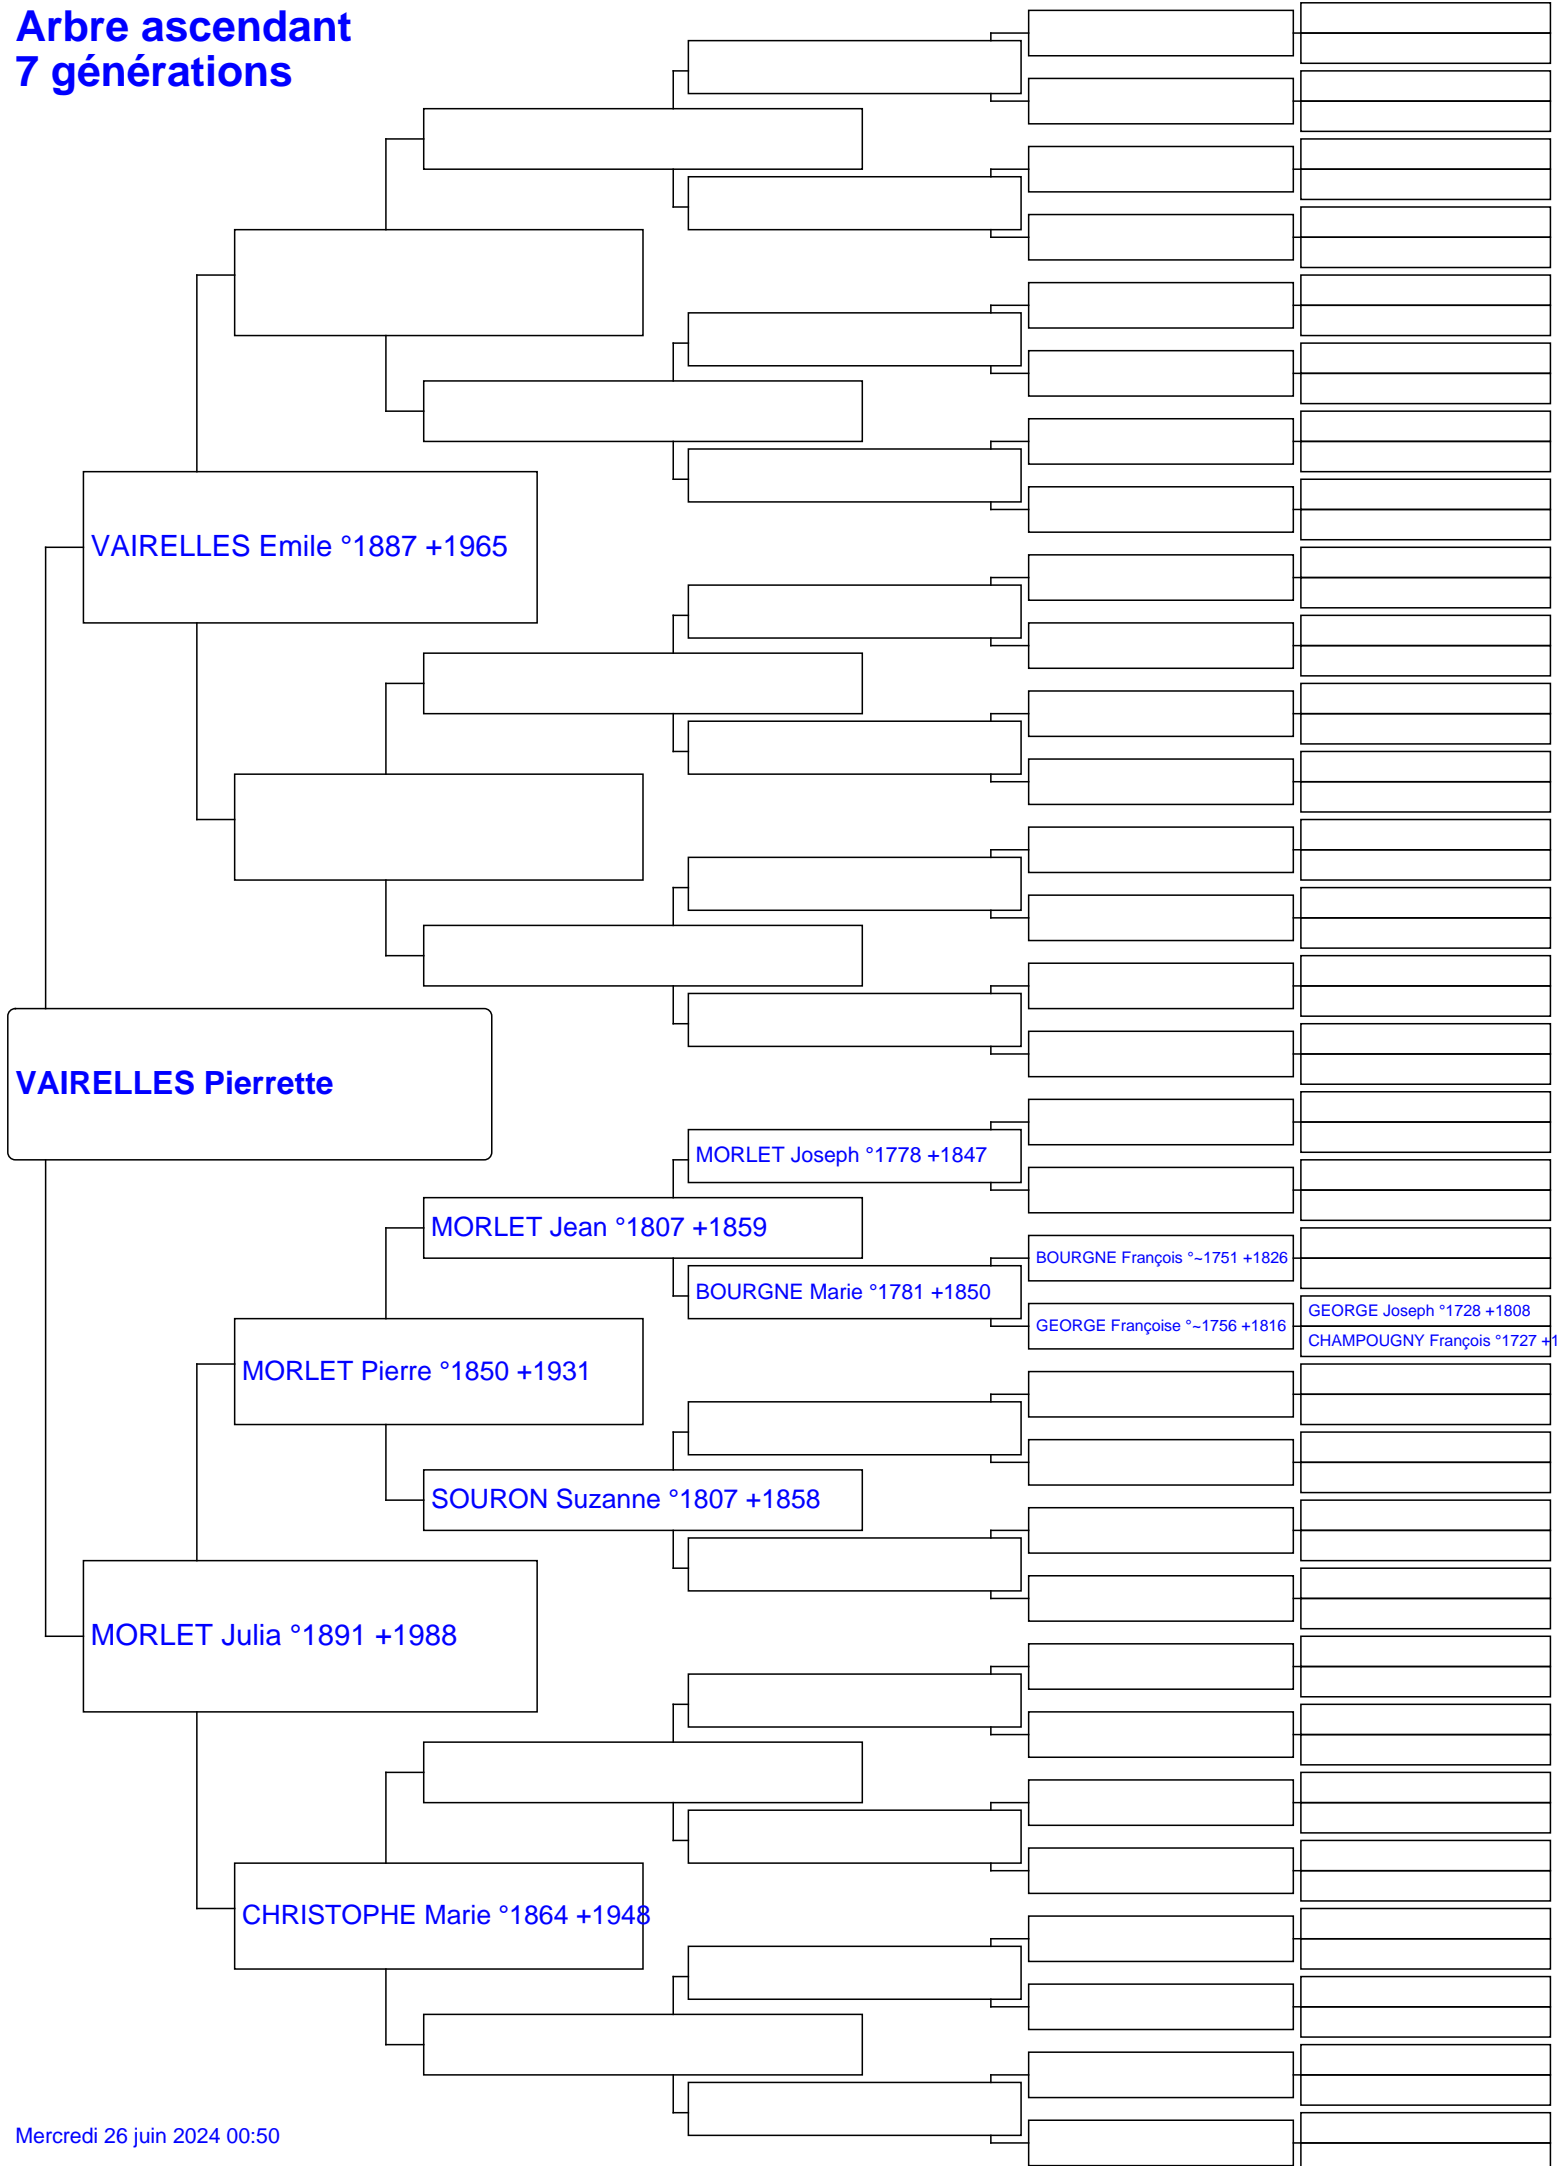 Arbre ascendant
7 générations
VAIRELLES Emile °1887 +1965
VAIRELLES Pierrette
MORLET Joseph °1778 +1847
MORLET Jean °1807 +1859
BOURGNE François °~1751 +1826
BOURGNE Marie °1781 +1850
GEORGE Joseph °1728 +1808
GEORGE Françoise °~1756 +1816
CHAMPOUGNY François °1727 +1
MORLET Pierre °1850 +1931
SOURON Suzanne °1807 +1858
MORLET Julia °1891 +1988
CHRISTOPHE Marie °1864 +1948
Mercredi 26 juin 2024 00:50